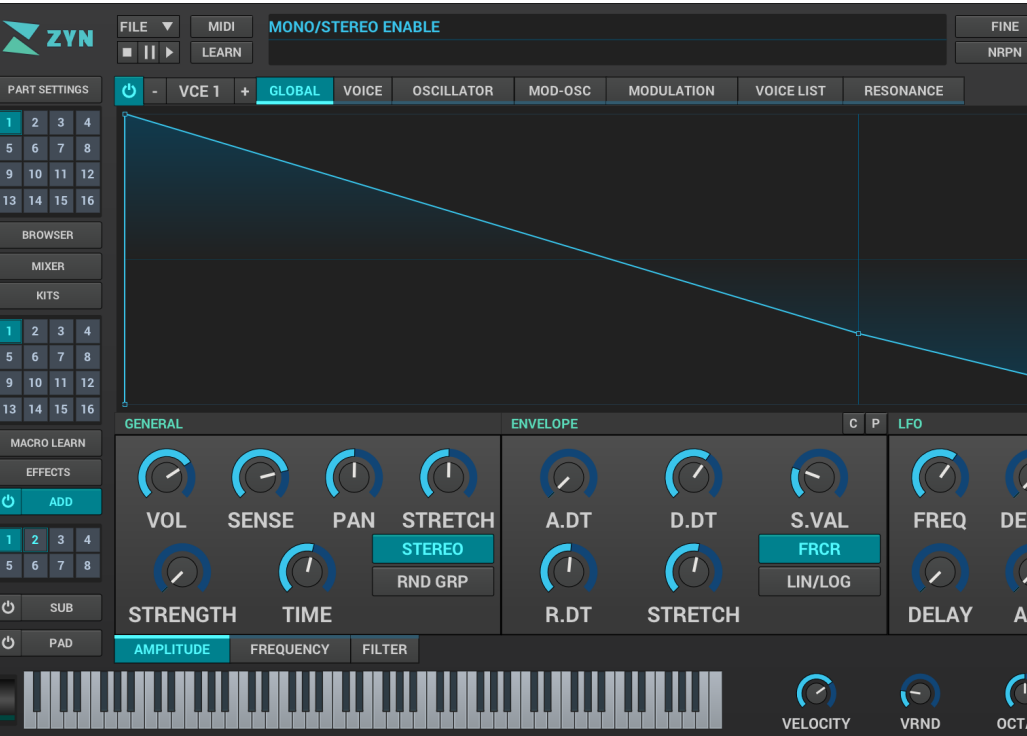 ZYN
FILE
MIDI
LEARN
MONO/STEREO ENABLE
FINE
NRPN
PART SETTINGS
1 2 3 4
5 6 7 8
9 10 11 12
13 14 15 16
BROWSER
MIXER
KITS
1 2 3 4
5 6 7 8
9 10 11 12
13 14 15 16
MACRO LEARN
EFFECTS
ADD
1 2 3 4
5 6 7 8
SUB
PAD
- VCE 1 + GLOBAL VOICE OSCILLATOR MOD-OSC MODULATION VOICE LIST RESONANCE
GENERAL
VOL SENSE PAN STRETCH
STEREO
RND GRP
STRENGTH TIME
ENVELOPE C P
A.DT D.DT S.VAL
FRCR
LIN/LOG
R.DT STRETCH
LFO
FREQ DE
DELAY A
AMPLITUDE FREQUENCY FILTER
VELOCITY VRND OCTA